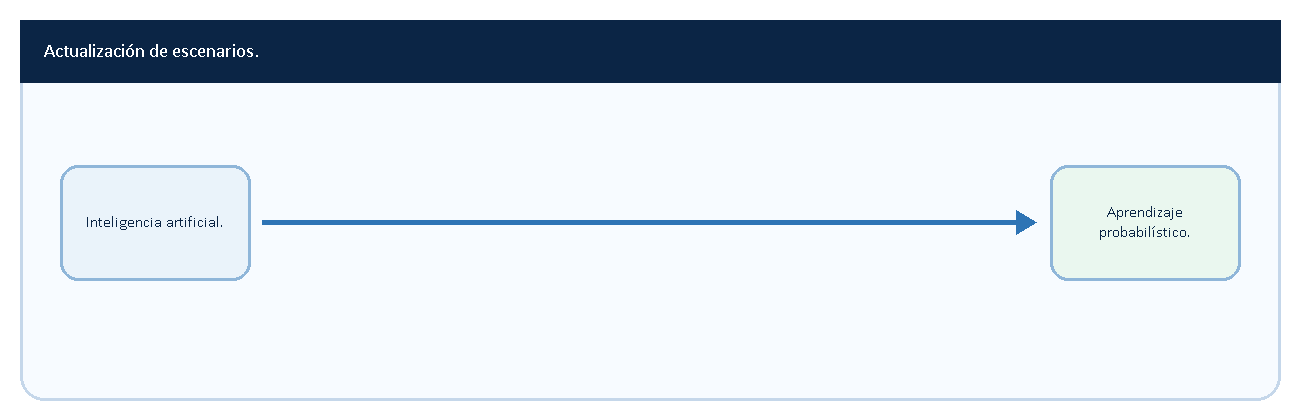 Actualización de escenarios.
Inteligencia artificial.
Aprendizaje
probabilístico.